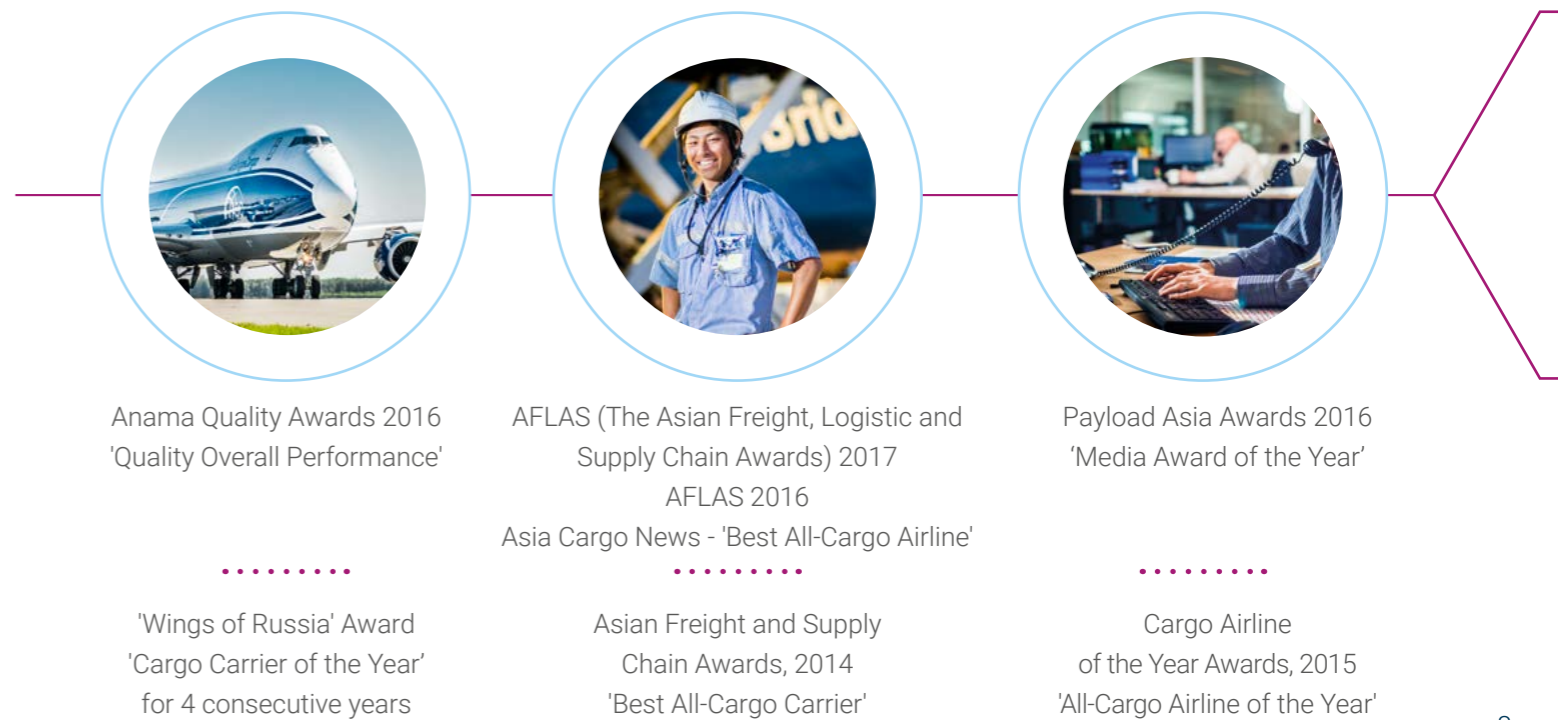 Anama Quality Awards 2016
'Quality Overall Performance'
'Wings of Russia' Award
'Cargo Carrier of the Year’
for 4 consecutive years
AFLAS (The Asian Freight, Logistic and
Supply Chain Awards) 2017
AFLAS 2016
Asia Cargo News - 'Best All-Cargo Airline'
Asian Freight and Supply
Chain Awards, 2014
'Best All-Cargo Carrier'
Payload Asia Awards 2016
‘Media Award of the Year’
Cargo Airline
of the Year Awards, 2015
'All-Cargo Airline of the Year'